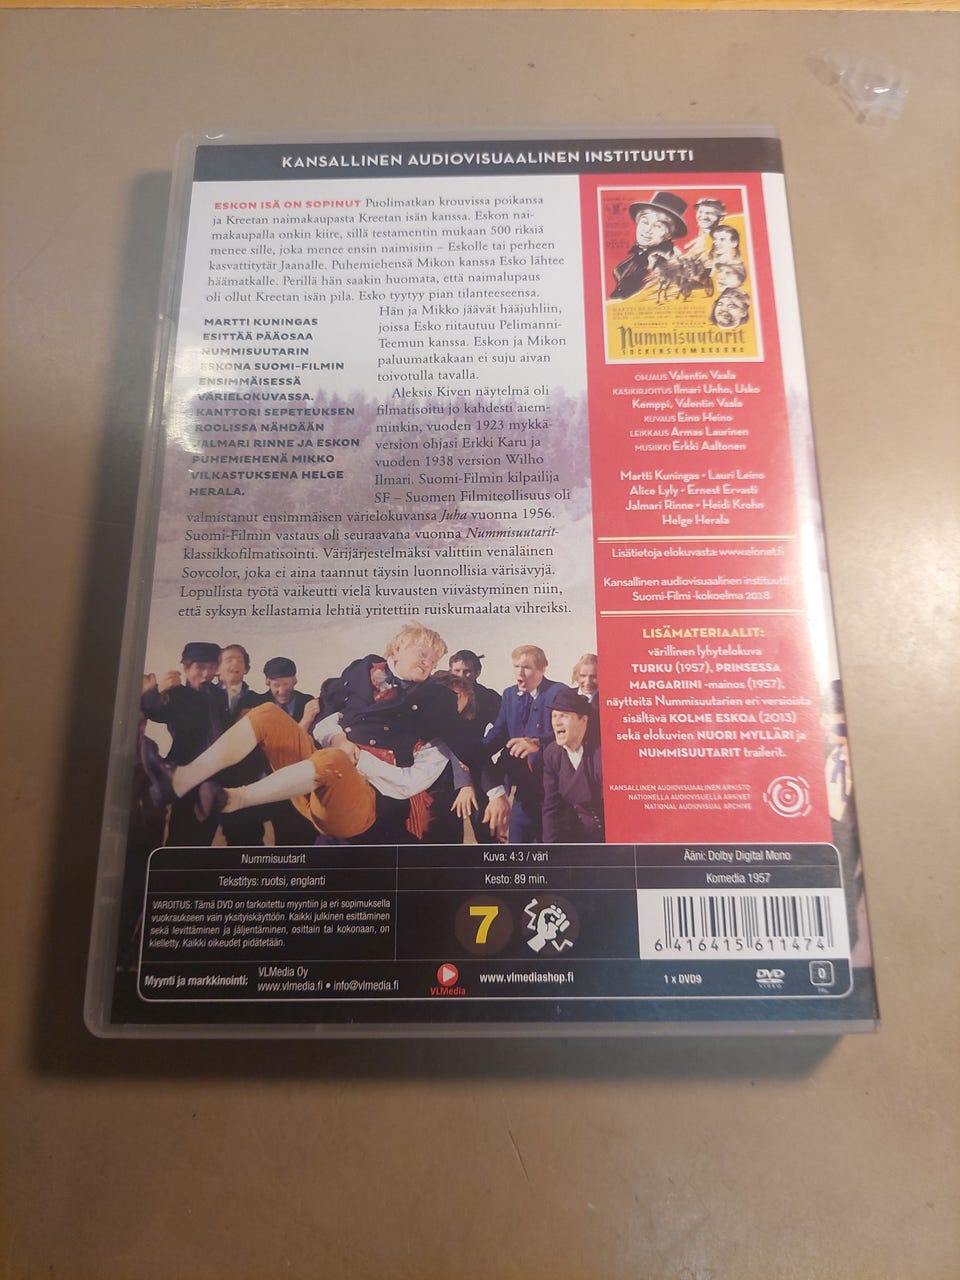 KANSALLINEN AUDIOVISUAALINEN INSTITUUTTI
ESKON ISÄ ON SOPINUT Puolimatkan krouvissa poikansa
ja Kreetan naimakaupasta Kreetan isän kanssa. Eskon nai-
makaupalla onkin kiire, sillä testamentin mukaan 500 riksiä
menee sille, joka menee ensin naimisiin – Eskolle tai perheen
kasvattitytär Jaanalle. Puhemiehensä Mikon kanssa Esko lähtee
häämatkalle. Perillä hän saakin huomata, että naimalupaus
oli ollut Kreetan isän pila. Esko tyytyy pian tilanteeseensa.
Hän ja Mikko jäävät hääjuhliin,
joissa Esko riitautuu Pelimanni-
Teemun kanssa. Eskon ja Mikon
paluumatkakaan ei suju aivan
toivotulla tavalla.
Aleksis Kiven näytelmä oli
filmatisoitu jo kahdesti aiem-
minkin, vuoden 1923 mykkä-
version ohjasi Erkki Karu ja
vuoden 1938 version Wilho
Ilmari. Suomi-Filmin kilpailija
SF – Suomen Filmiteollisuus oli
valmistanut ensimmäisen värielokuvansa Juha vuonna 1956.
Suomi-Filmin vastaus oli seuraavana vuonna Nummisuutarit-
klassikkofilmatisointi. Värijärjestelmäksi valittiin venäläinen
Sovcolor, joka ei aina taannut täysin luonnollisia värisävyjä.
Lopullista työtä vaikeutti vielä kuvausten viivästyminen niin,
että syksyn kellastamia lehtiä yritettiin ruiskumaalata vihreiksi.
MARTTI KUNINGAS
ESITTÄÄ PÄÄOSAA
NUMMISUUTARIN
ESKONA SUOMI-FILMIN
ENSIMMÄISESSÄ
VÄRIELOKUVASSA.
KANTTORI SEPETEUKSEN
ROOLISSA NÄHDÄÄN
JALMARI RINNE JA ESKON
PUHEMIEHENÄ MIKKO
VILKASTUKSENA HELGE
HERALA.
Nummisuutarit
SOCKENSKOMAKARNA
OHJAUS Valentin Vaala
KÄSIKIRJOITUS Ilmari Unho, Usko
Kemppi, Valentin Vaala
KUVAUS Eino Heino
LEIKKAUS Armas Laurinen
MUSIIKKI Erkki Aaltonen
Martti Kuningas • Lauri Leino
Alice Lyly • Ernest Ervasti
Jalmari Rinne • Heidi Krohn
Helge Herala
Lisätietoja elokuvasta: www.elonet.fi
Kansallinen audiovisuaalinen instituutti
Suomi-Filmi -kokoelma 2018
LISÄMATERIAALIT:
värillinen lyhytelokuva
TURKU (1957), PRINSESSA
MARGARIINI -mainos (1957),
näytteitä Nummisuutarien eri versioista
sisältävä KOLME ESKOA (2013)
sekä elokuvien NUORI MYLLÄRI ja
NUMMISUUTARIT trailerit.
KANSALLINEN AUDIOVISUAALINEN ARKISTO
NATIONELLA AUDIOVISUELLA ARKIVET
NATIONAL AUDIOVISUAL ARCHIVE
Nummisuutarit
Kuva: 4:3 / väri
Ääni: Dolby Digital Mono
Tekstitys: ruotsi, englanti
Kesto: 89 min.
Komedia 1957
VAROITUS: Tämä DVD on tarkoitettu myyntiin ja eri sopimuksella
vuokraukseen vain yksityiskäyttöön. Kaikki julkinen esittäminen
sekä levittäminen ja jäljentäminen, osittain tai kokonaan, on
kielletty. Kaikki oikeudet pidätetään.
7
6 416415 611474
Myynti ja markkinointi:
VLMedia Oy
www.vlmedia.fi • info@vlmedia.fi
VLMedia
www.vlmediashop.fi
1 x DVD9
DVD
VIDEO
0
PAL